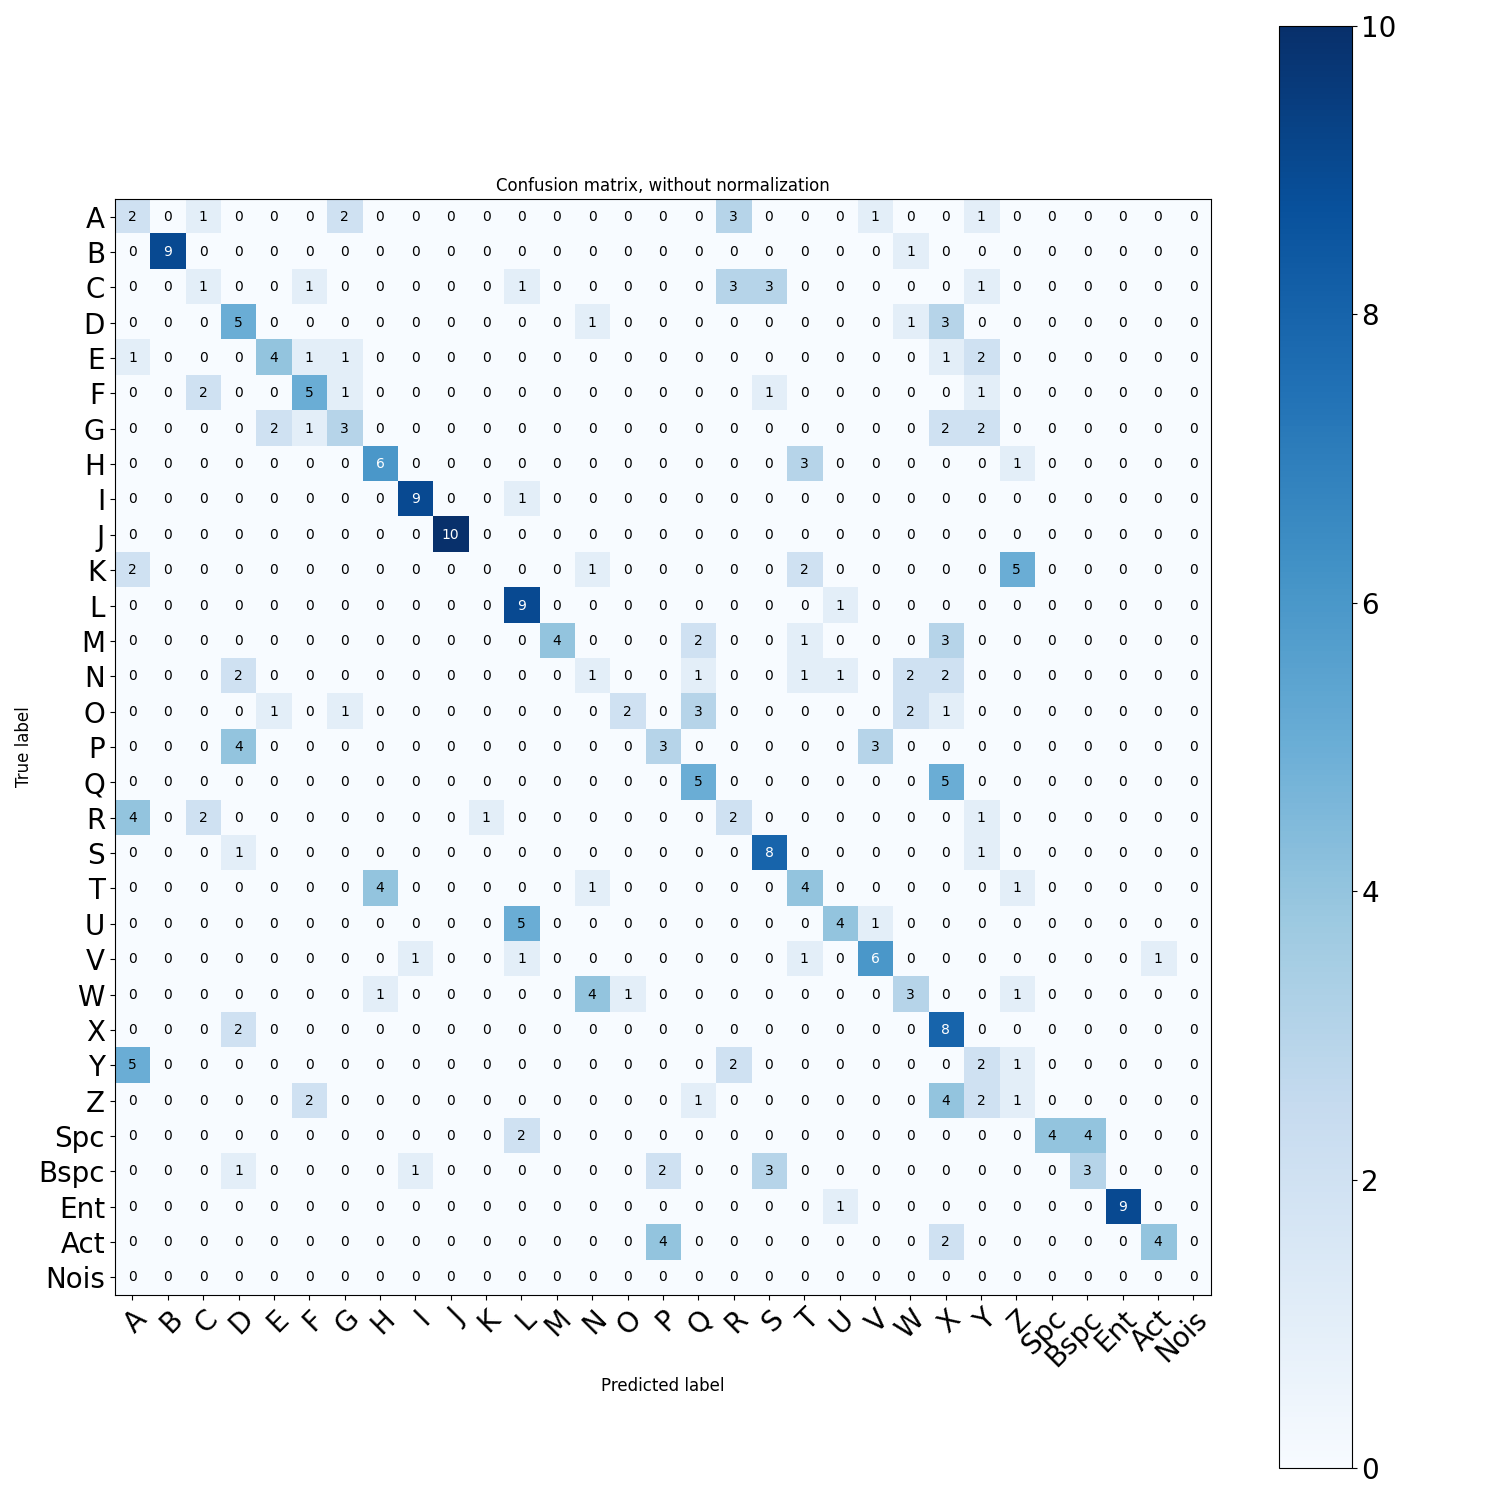 Confusion matrix, without normalization
A 2 0 1 0 0 0 2 0 0 0 0 0 0 0 0 0 0 3 0 0 0 1 0 0 1 0 0 0 0 0 0
B 0 9 0 0 0 0 0 0 0 0 0 0 0 0 0 0 0 0 0 0 0 0 1 0 0 0 0 0 0 0 0
C 0 0 1 0 0 1 0 0 0 0 0 1 0 0 0 0 0 3 3 0 0 0 0 0 1 0 0 0 0 0 0
D 0 0 0 5 0 0 0 0 0 0 0 0 0 1 0 0 0 0 0 0 0 0 1 3 0 0 0 0 0 0 0
E 1 0 0 0 4 1 1 0 0 0 0 0 0 0 0 0 0 0 0 0 0 0 0 1 2 0 0 0 0 0 0
F 0 0 2 0 0 5 1 0 0 0 0 0 0 0 0 0 0 0 1 0 0 0 0 0 1 0 0 0 0 0 0
G 0 0 0 0 2 1 3 0 0 0 0 0 0 0 0 0 0 0 0 0 0 0 0 2 2 0 0 0 0 0 0
H 0 0 0 0 0 0 0 6 0 0 0 0 0 0 0 0 0 0 0 3 0 0 0 0 0 1 0 0 0 0 0
I 0 0 0 0 0 0 0 0 9 0 0 1 0 0 0 0 0 0 0 0 0 0 0 0 0 0 0 0 0 0 0
J 0 0 0 0 0 0 0 0 0 10 0 0 0 0 0 0 0 0 0 0 0 0 0 0 0 0 0 0 0 0 0
K 2 0 0 0 0 0 0 0 0 0 0 0 0 1 0 0 0 0 0 2 0 0 0 0 0 5 0 0 0 0 0
L 0 0 0 0 0 0 0 0 0 0 0 9 0 0 0 0 0 0 0 0 1 0 0 0 0 0 0 0 0 0 0
M 0 0 0 0 0 0 0 0 0 0 0 0 4 0 0 0 2 0 0 1 0 0 0 3 0 0 0 0 0 0 0
N 0 0 0 2 0 0 0 0 0 0 0 0 0 1 0 0 1 0 0 1 1 0 2 2 0 0 0 0 0 0 0
O 0 0 0 0 1 0 1 0 0 0 0 0 0 0 2 0 3 0 0 0 0 0 2 1 0 0 0 0 0 0 0
P 0 0 0 4 0 0 0 0 0 0 0 0 0 0 0 3 0 0 0 0 0 3 0 0 0 0 0 0 0 0 0
Q 0 0 0 0 0 0 0 0 0 0 0 0 0 0 0 0 5 0 0 0 0 0 0 5 0 0 0 0 0 0 0
R 4 0 2 0 0 0 0 0 0 0 1 0 0 0 0 0 0 2 0 0 0 0 0 0 1 0 0 0 0 0 0
S 0 0 0 1 0 0 0 0 0 0 0 0 0 0 0 0 0 0 8 0 0 0 0 0 1 0 0 0 0 0 0
T 0 0 0 0 0 0 0 4 0 0 0 0 0 1 0 0 0 0 0 4 0 0 0 0 0 1 0 0 0 0 0
U 0 0 0 0 0 0 0 0 0 0 0 5 0 0 0 0 0 0 0 0 4 1 0 0 0 0 0 0 0 0 0
V 0 0 0 0 0 0 0 0 1 0 0 1 0 0 0 0 0 0 0 1 0 6 0 0 0 0 0 0 0 1 0
W 0 0 0 0 0 0 0 1 0 0 0 0 0 4 1 0 0 0 0 0 0 0 3 0 0 1 0 0 0 0 0
X 0 0 0 2 0 0 0 0 0 0 0 0 0 0 0 0 0 0 0 0 0 0 0 8 0 0 0 0 0 0 0
Y 5 0 0 0 0 0 0 0 0 0 0 0 0 0 0 0 0 2 0 0 0 0 0 0 2 1 0 0 0 0 0
Z 0 0 0 0 0 2 0 0 0 0 0 0 0 0 0 0 1 0 0 0 0 0 0 4 2 1 0 0 0 0 0
Spc 0 0 0 0 0 0 0 0 0 0 0 2 0 0 0 0 0 0 0 0 0 0 0 0 0 0 4 4 0 0 0
Bspc 0 0 0 1 0 0 0 0 1 0 0 0 0 0 0 2 0 0 3 0 0 0 0 0 0 0 0 3 0 0 0
Ent 0 0 0 0 0 0 0 0 0 0 0 0 0 0 0 0 0 0 0 0 1 0 0 0 0 0 0 0 9 0 0
Act 0 0 0 0 0 0 0 0 0 0 0 0 0 0 0 4 0 0 0 0 0 0 0 2 0 0 0 0 0 4 0
Nois 0 0 0 0 0 0 0 0 0 0 0 0 0 0 0 0 0 0 0 0 0 0 0 0 0 0 0 0 0 0 0
A B C D E F G H I J K L M N O P Q R S T U V W X Y Z Spc Bspc Ent Act Nois
Predicted label
True label
10
8
6
4
2
0